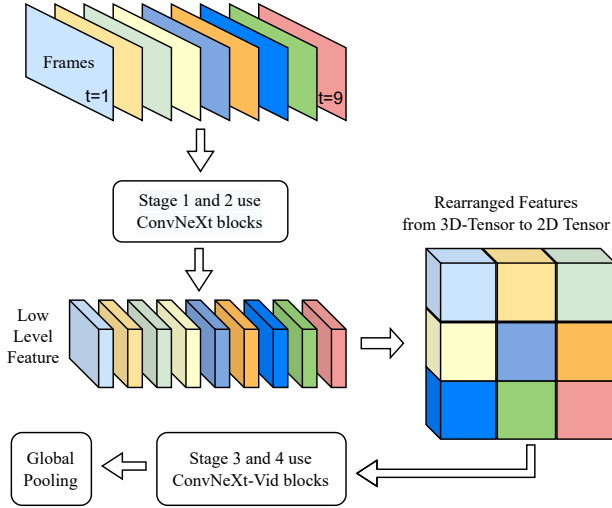 Frames
t=1
t=9
Stage 1 and 2 use
ConvNeXt blocks
Rearranged Features
from 3D-Tensor to 2D Tensor
Low
Level
Feature
Global
Pooling
Stage 3 and 4 use
ConvNeXt-Vid blocks